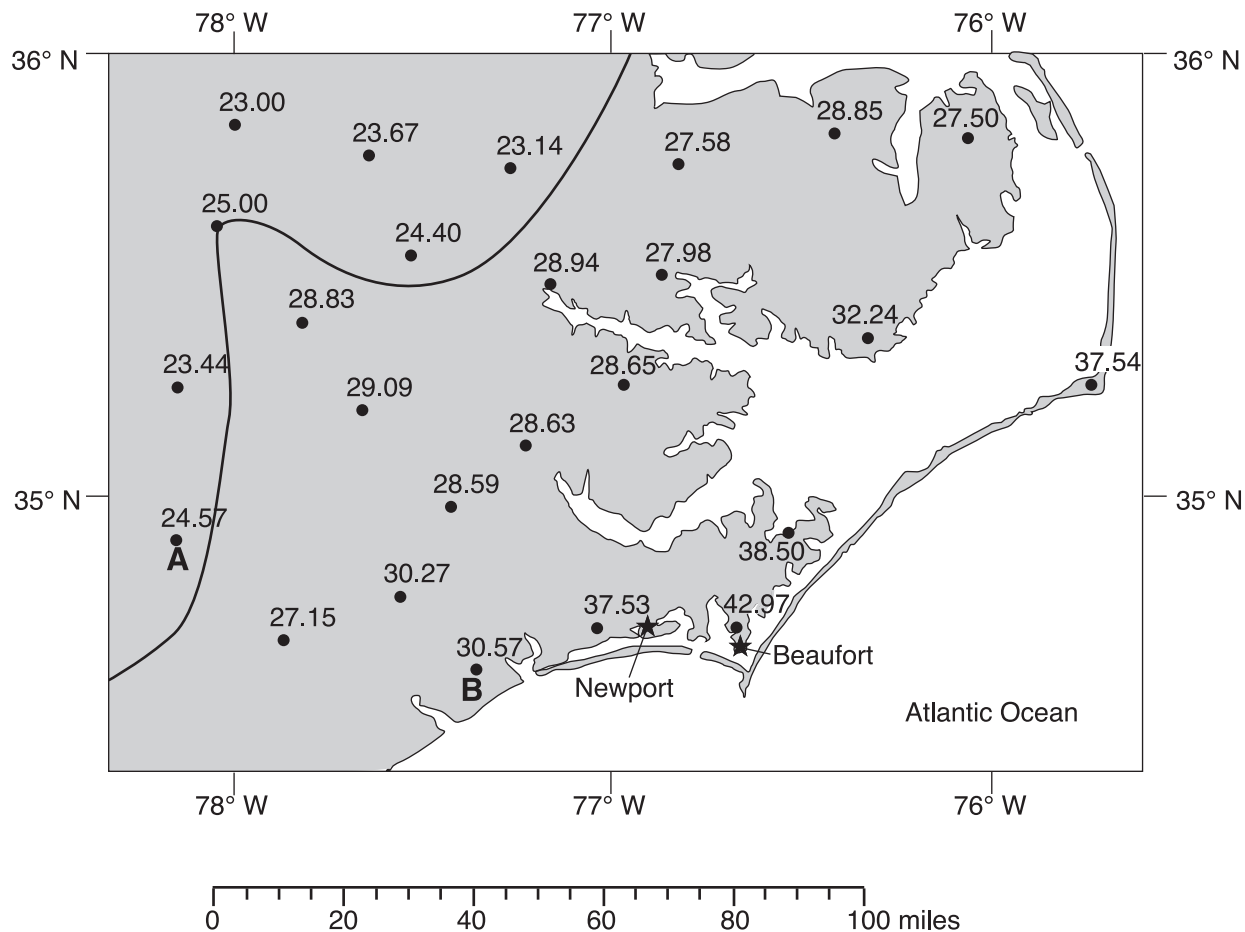 78° W 77° W 76° W
36° N 36° N
23.00
28.85
27.50
23.67
23.14
27.58
25.00
24.40
27.98
28.94
28.83
32.24
23.44
28.65
37.54
29.09
28.63
28.59
35° N 35° N
24.57
A
38.50
30.27
37.53
42.97
27.15
30.57
B
Beaufort
Newport
Atlantic Ocean
78° W 77° W 76° W
0 20 40 60 80 100 miles